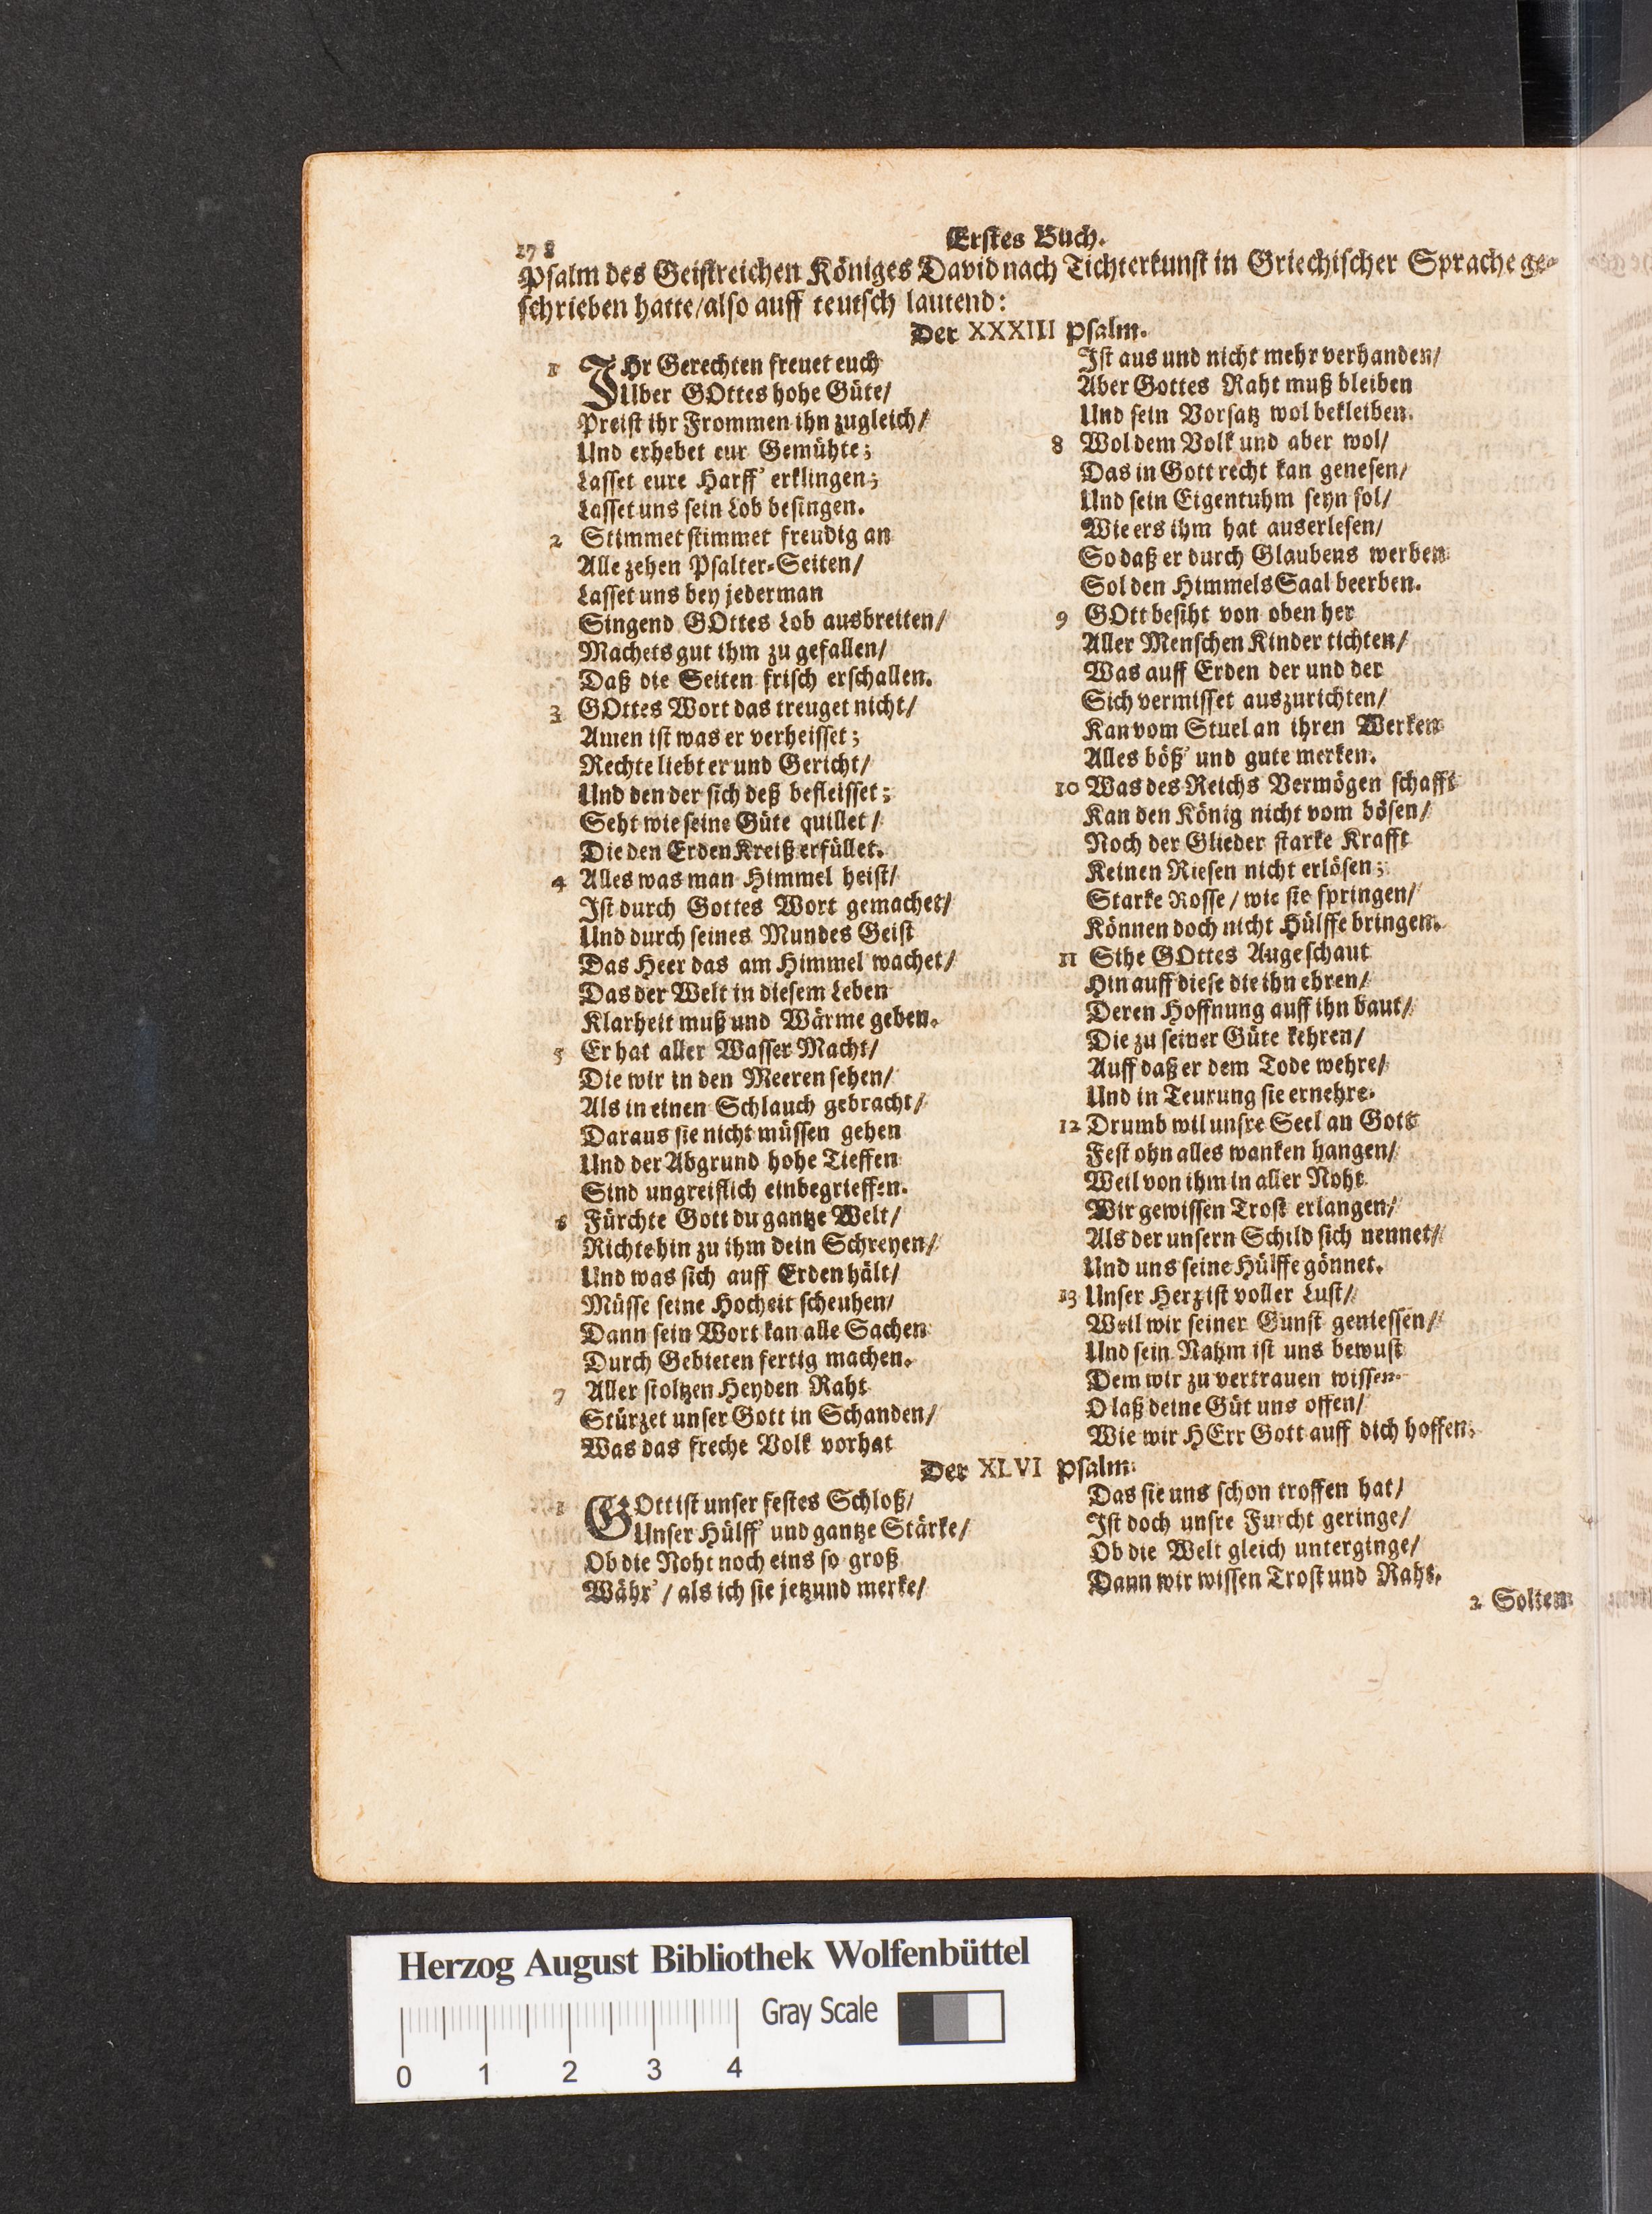 278
Erstes Buch.
Psalm des Geistreichen Königes David nach Tichterkunst in Griechischer Sprache ge-
schrieben hatte/also auff teutsch lautend:
Der XXXIII Psalm.
1 IHr Gerechten freuet euch
Uber GOttes hohe Güte/
Preist ihr Frommen ihn zugleich/
Und erhebet eur Gemühte;
Lasset eure Harff' erklingen;
Lasset uns sein Lob besingen.
2 Stimmet stimmet freudig an
Alle zehen Psalter-Seiten/
Lasset uns bey jederman
Singend GOttes Lob ausbreiten/
Machets gut ihm zu gefallen/
Daß die Seiten frisch erschallen.
3 GOttes Wort das treuget nicht/
Amen ist was er verheisset;
Rechte liebt er und Gericht/
Und den der sich deß befleisset;
Seht wie seine Güte quillet/
Die den Erden Kreiß erfüllet.
4 Alles was man Himmel heist/
Ist durch Gottes Wort gemachet/
Und durch seines Mundes Geist
Das Heer das am Himmel wachet/
Das der Welt in diesem Leben
Klarheit muß und Wärme geben.
5 Er hat aller Wasser Macht/
Die wir in den Meeren sehen/
Als in einen Schlauch gebracht/
Daraus sie nicht müssen gehen
Und der Abgrund hohe Tieffen
Sind ungreiflich einbegrieffen.
6 Fürchte Gott du gantze Welt/
Richte hin zu ihm dein Schreyen/
Und was sich auff Erden hält/
Müsse seine Hocheit scheuhen/
Dann sein Wort kan alle Sachen
Durch Gebieten fertig machen.
7 Aller stoltzen Heyden Raht
Stürzet unser Gott in Schanden/
Was das freche Volk vorhat
Ist aus und nicht mehr verhanden/
Aber Gottes Raht muß bleiben
Und sein Vorsatz wol bekleiben.
8 Wol dem Volk und aber wol/
Das in Gott recht kan genesen/
Und sein Eigentuhm seyn sol/
Wie ers ihm hat auserlesen/
So daß er durch Glaubens werben
Sol den Himmels Saal beerben.
9 GOtt besiht von oben her
Aller Menschen Kinder tichten/
Was auff Erden der und der
Sich vermisset auszurichten/
Kan vom Stuel an ihren Werken
Alles böß' und gute merken.
10 Was des Reichs Vermögen schafft
Kan den König nicht vom bösen/
Noch der Glieder starke Krafft
Keinen Riesen nicht erlösen;
Starke Rosse/ wie sie springen/
Können doch nicht Hülffe bringen.
11 Sihe GOttes Auge schaut
Hin auff diese die ihn ehren/
Deren Hoffnung auff ihn baut/
Die zu seiner Güte kehren/
Auff daß er dem Tode wehre/
Und in Teurung sie ernehre.
12 Drumb wil unsre Seel an Gott
Fest ohn alles wanken hangen/
Weil von ihm in aller Noht
Wir gewissen Trost erlangen/
Als der unsern Schild sich nennet/
Und uns seine Hülffe gönnet.
13 Unser Herz ist voller Lust/
Weil wir seiner Gunst geniessen/
Und sein Nahm ist uns bewust
Dem wir zu vertrauen wissen.
O laß deine Güt uns offen/
Wie wir HErr Gott auff dich hoffen.
Der XLVI Psalm.
1 GOtt ist unser festes Schloß/
Unser Hülff' und gantze Stärke/
Ob die Noht noch eins so groß
Währ'/ als ich sie jetzund merke/
Das sie uns schon troffen hat/
Ist doch unsre Furcht geringe/
Ob die Welt gleich unterginge/
Dann wir wissen Trost und Raht.
2 Solten
Herzog August Bibliothek Wolfenbüttel
Gray Scale
0 1 2 3 4